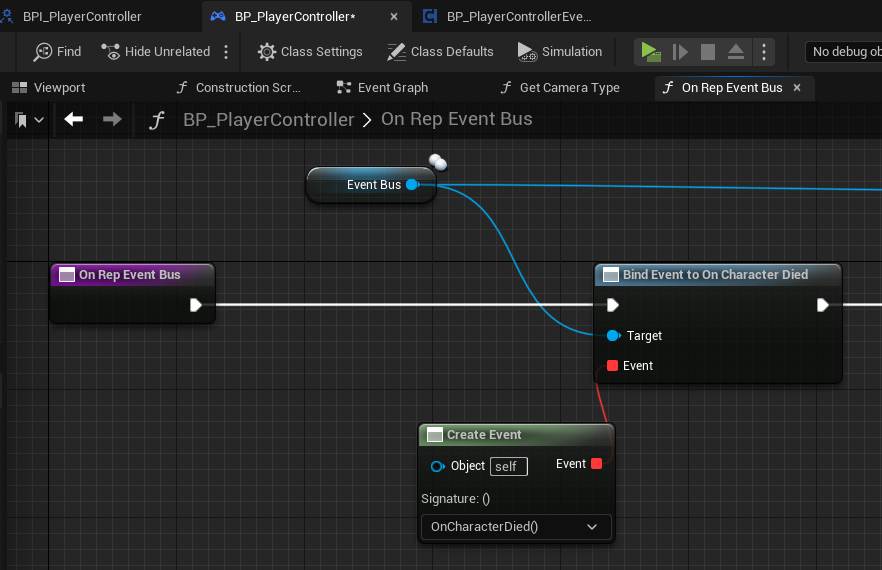 BPI_PlayerController
BP_PlayerController*
BP_PlayerControllerEve...
Find
Hide Unrelated
Class Settings
Class Defaults
Simulation
No debug ob
Viewport
Construction Scr...
Event Graph
Get Camera Type
On Rep Event Bus
BP_PlayerController > On Rep Event Bus
Event Bus
On Rep Event Bus
Bind Event to On Character Died
Target
Event
Create Event
Object self Event
Signature: ()
OnCharacterDied()